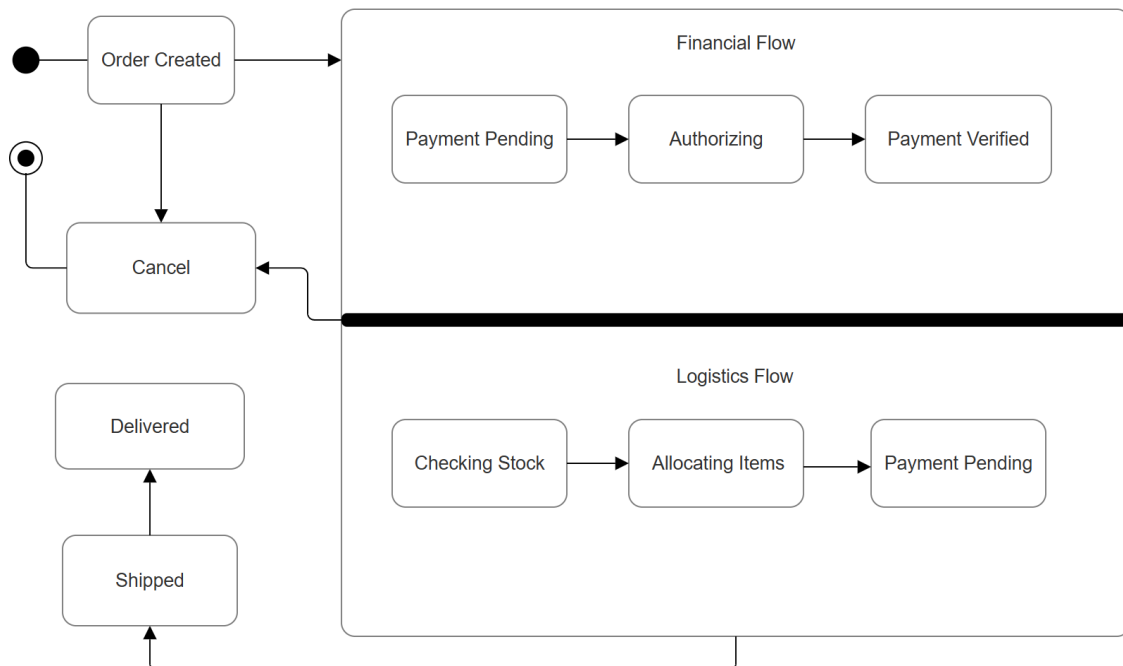 Order Created
Financial Flow
Payment Pending
Authorizing
Payment Verified
Cancel
Logistics Flow
Delivered
Checking Stock
Allocating Items
Payment Pending
Shipped